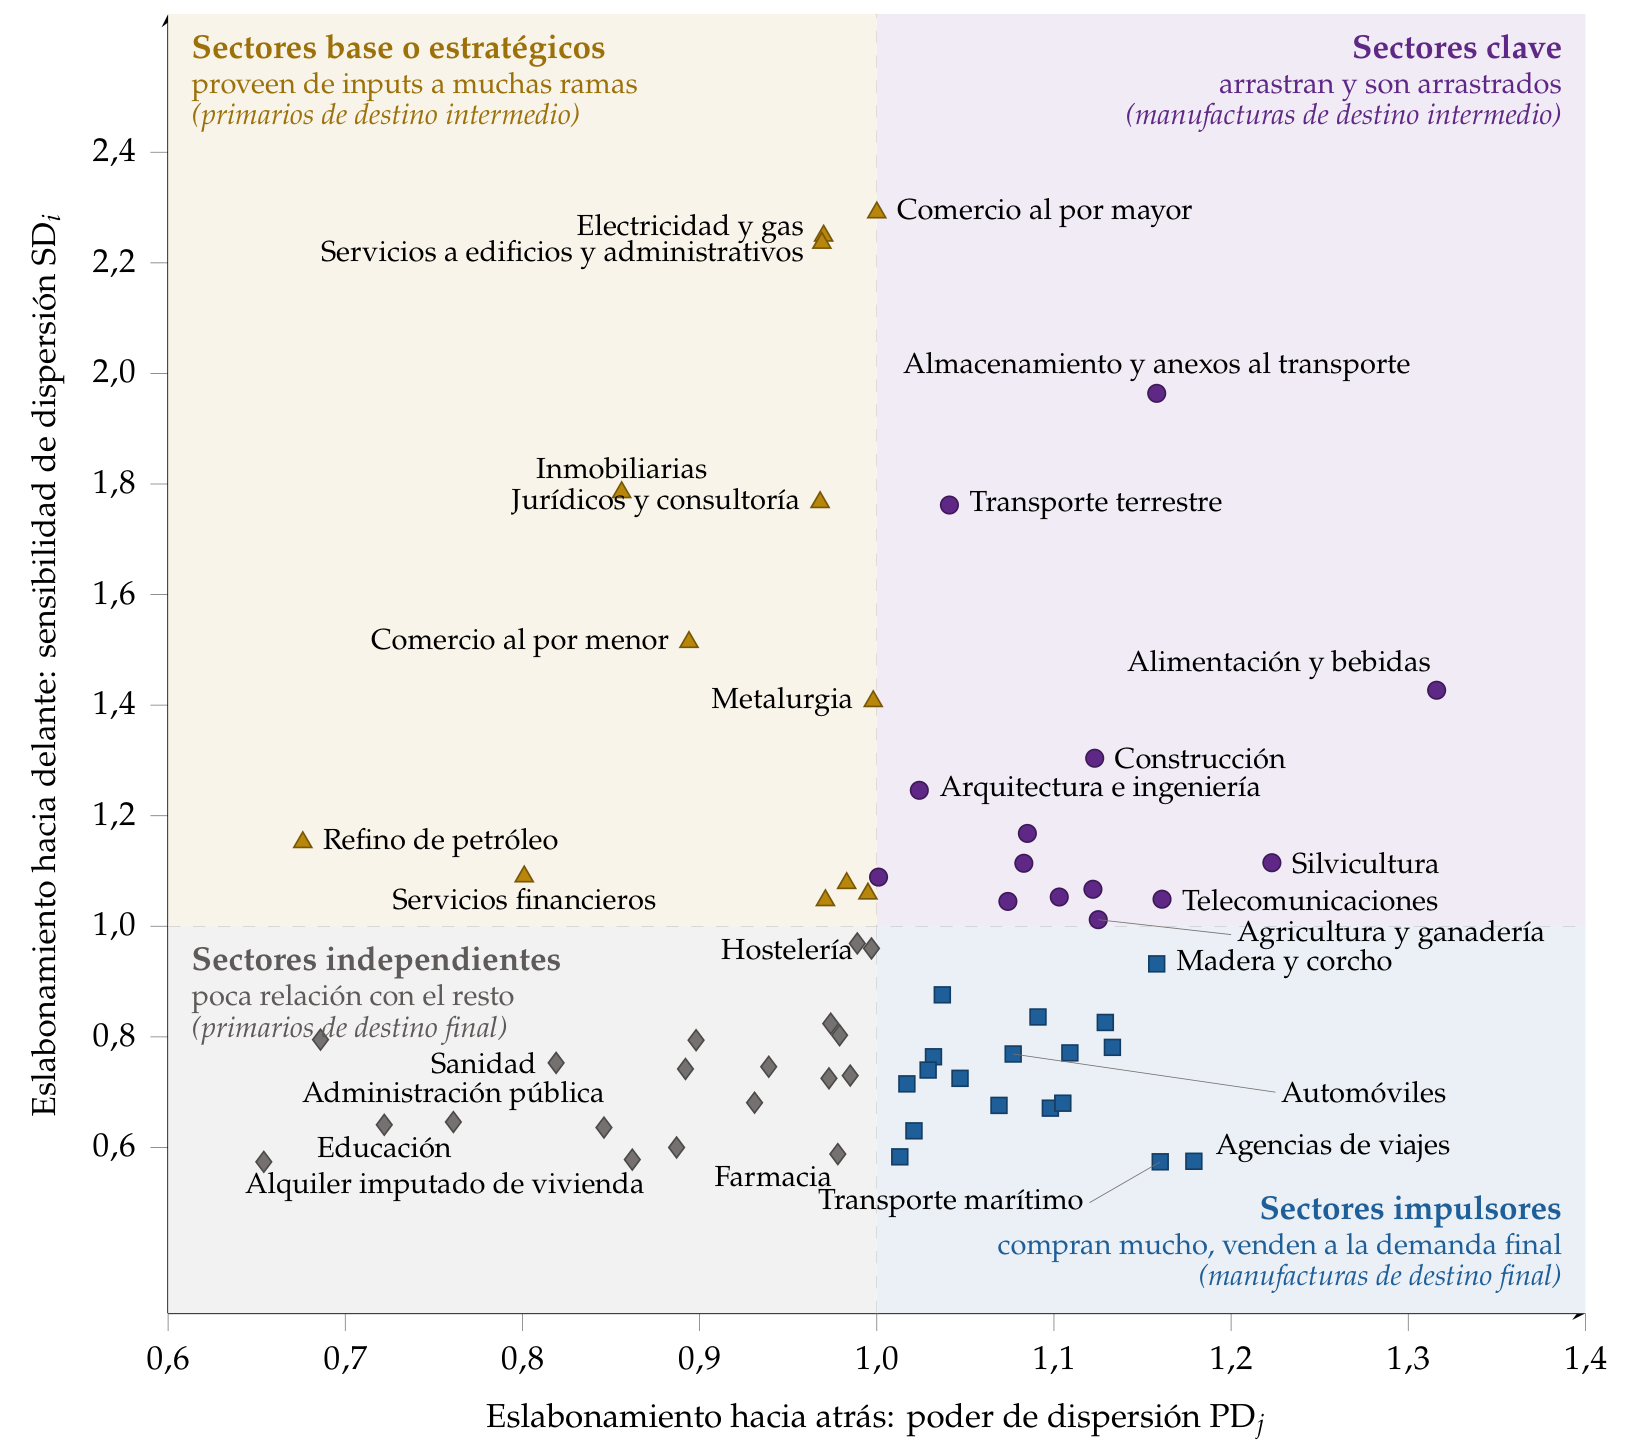 Sectores base o estratégicos
proveen de inputs a muchas ramas
(primarios de destino intermedio)
Sectores clave
arrastran y son arrastrados
(manufacturas de destino intermedio)
2,4
2,2
2,0
1,8
1,6
1,4
1,2
1,0
0,8
0,6
Eslabonamiento hacia delante: sensibilidad de dispersión SDi
Comercio al por mayor
Electricidad y gas
Servicios a edificios y administrativos
Almacenamiento y anexos al transporte
Inmobiliarias
Jurídicos y consultoría
Transporte terrestre
Comercio al por menor
Alimentación y bebidas
Metalurgia
Construcción
Arquitectura e ingeniería
Refino de petróleo
Silvicultura
Servicios financieros
Telecomunicaciones
Agricultura y ganadería
Hostelería
Madera y corcho
Sectores independientes
poca relación con el resto
(primarios de destino final)
Sanidad
Administración pública
Automóviles
Educación
Agencias de viajes
Alquiler imputado de vivienda
Farmacia
Transporte marítimo
Sectores impulsores
compran mucho, venden a la demanda final
(manufacturas de destino final)
0,6
0,7
0,8
0,9
1,0
1,1
1,2
1,3
1,4
Eslabonamiento hacia atrás: poder de dispersión PDj